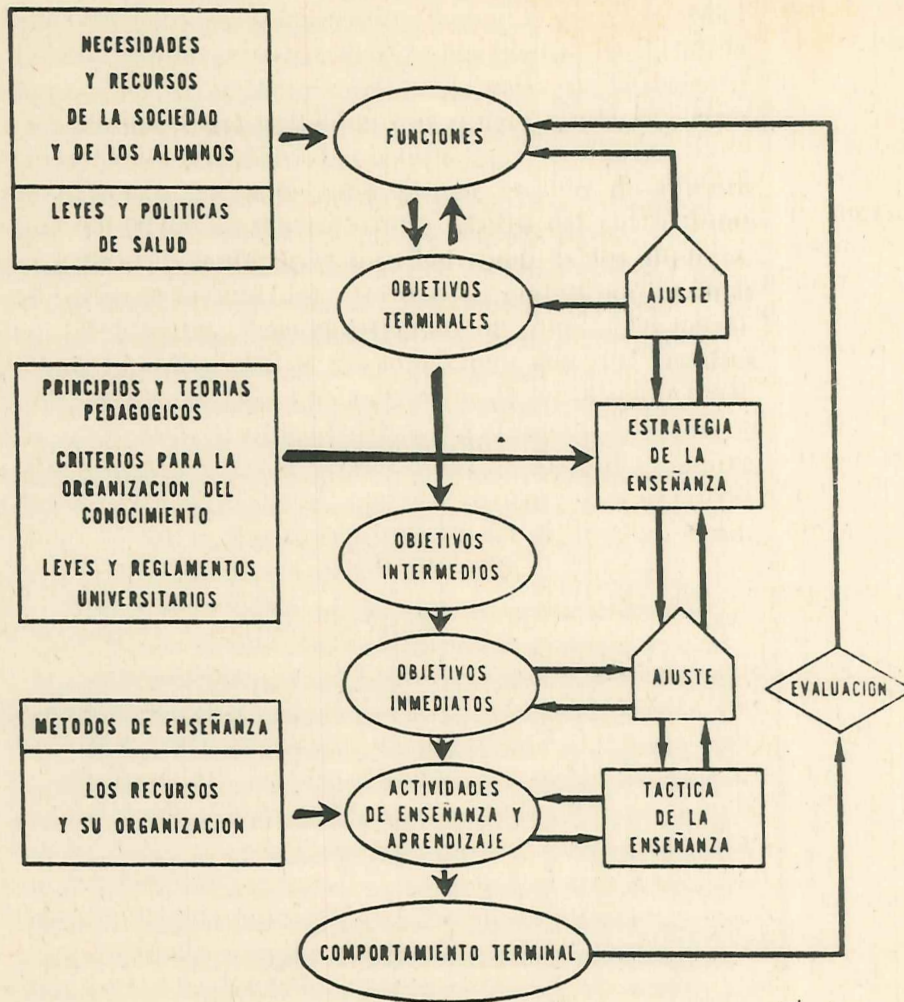 NECESIDADES
Y RECURSOS
DE LA SOCIEDAD
Y DE LOS ALUMNOS
LEYES Y POLITICAS
DE SALUD
FUNCIONES
OBJETIVOS
TERMINALES
AJUSTE
PRINCIPIOS Y TEORIAS
PEDAGOGICOS
CRITERIOS PARA LA
ORGANIZACION DEL
CONOCIMIENTO
LEYES Y REGLAMENTOS
UNIVERSITARIOS
ESTRATEGIA
DE LA
ENSEÑANZA
OBJETIVOS
INTERMEDIOS
OBJETIVOS
INMEDIATOS
AJUSTE
EVALUACION
METODOS DE ENSEÑANZA
LOS RECURSOS
Y SU ORGANIZACION
ACTIVIDADES
DE ENSEÑANZA Y
APRENDIZAJE
TACTICA
DE LA
ENSEÑANZA
COMPORTAMIENTO TERMINAL